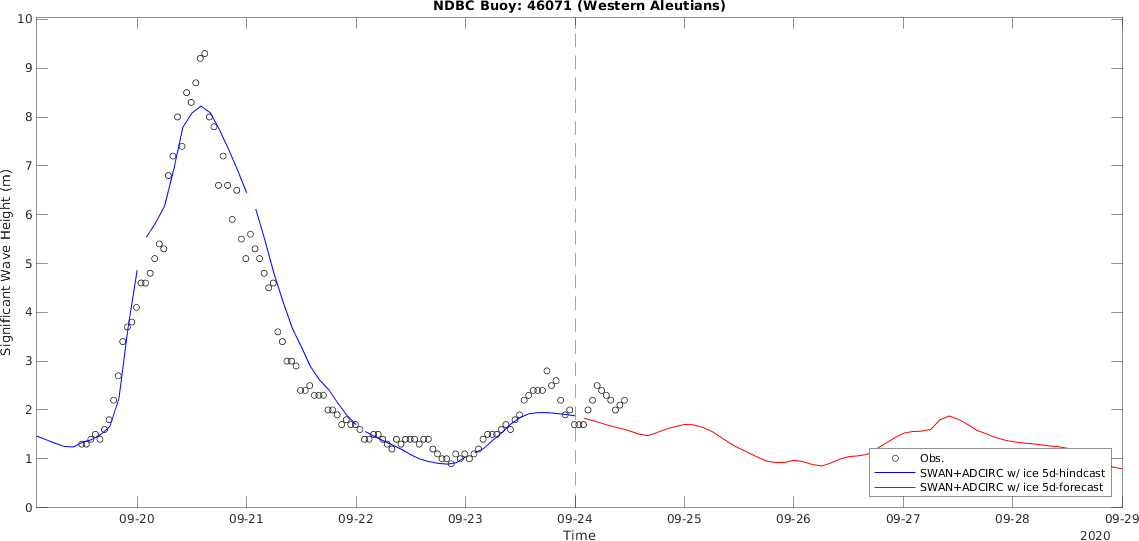 NDBC Buoy: 46071 (Western Aleutians)
10
9
8
7
6
5
4
3
2
1
0
Significant Wave Height (m)
Obs.
SWAN+ADCIRC w/ ice 5d-hindcast
SWAN+ADCIRC w/ ice 5d-forecast
09-20 09-21 09-22 09-23 09-24 09-25 09-26 09-27 09-28 09-29
Time
2020